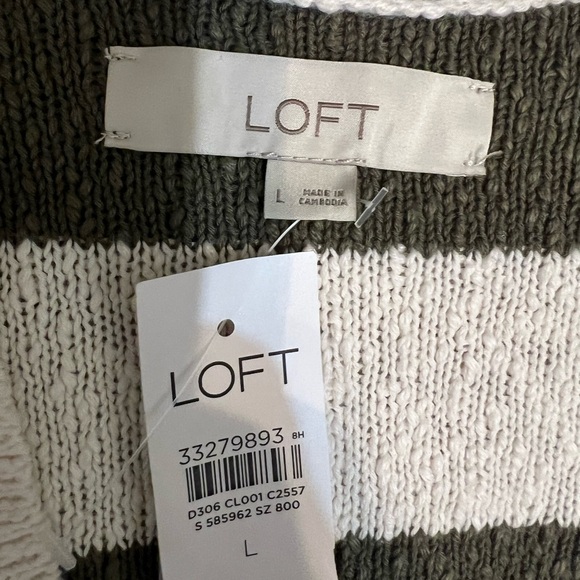 LOFT
L
MADE IN
CAMBODIA
LOFT
33279893 8H
D306 CL001 C2557
S 585962 SZ 800
L